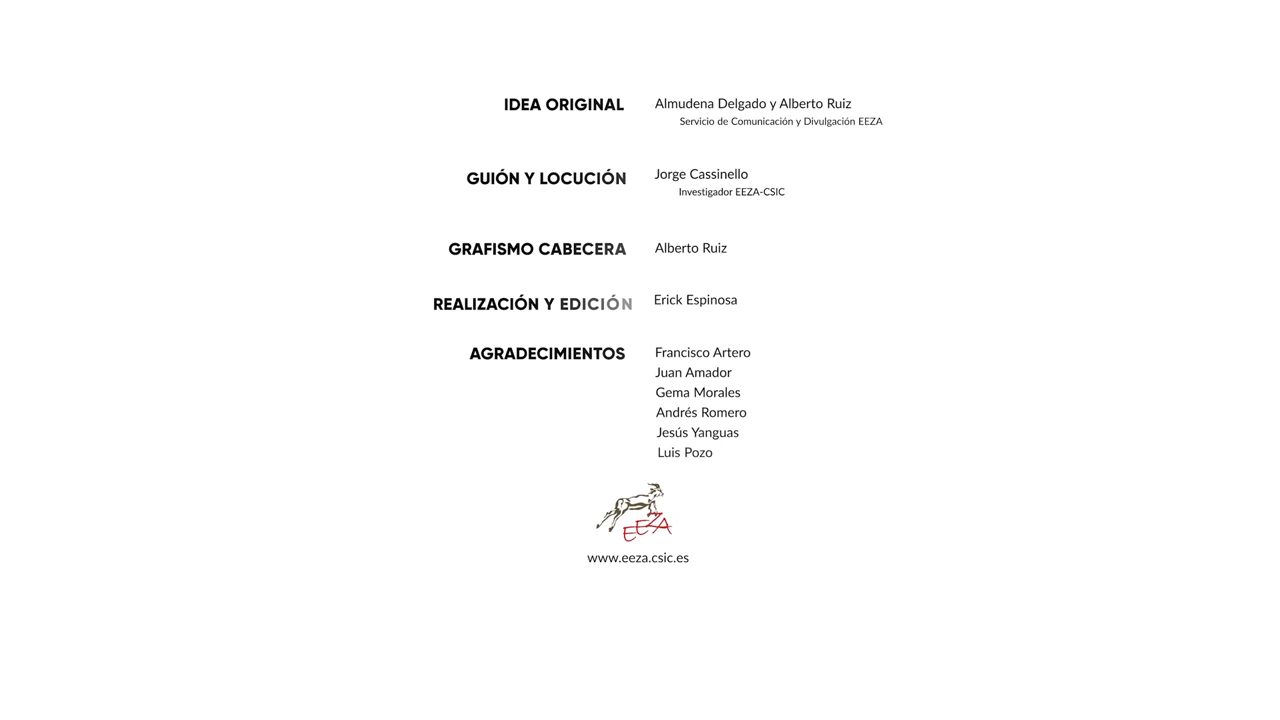 IDEA ORIGINAL Almudena Delgado y Alberto Ruiz
Servicio de Comunicación y Divulgación EEZA
GUIÓN Y LOCUCIÓN Jorge Cassinello
Investigador EEZA-CSIC
GRAFISMO CABECERA Alberto Ruiz
REALIZACIÓN Y EDICIÓN Erick Espinosa
AGRADECIMIENTOS Francisco Artero
Juan Amador
Gema Morales
Andrés Romero
Jesús Yanguas
Luis Pozo
EEZA
www.eeza.csic.es